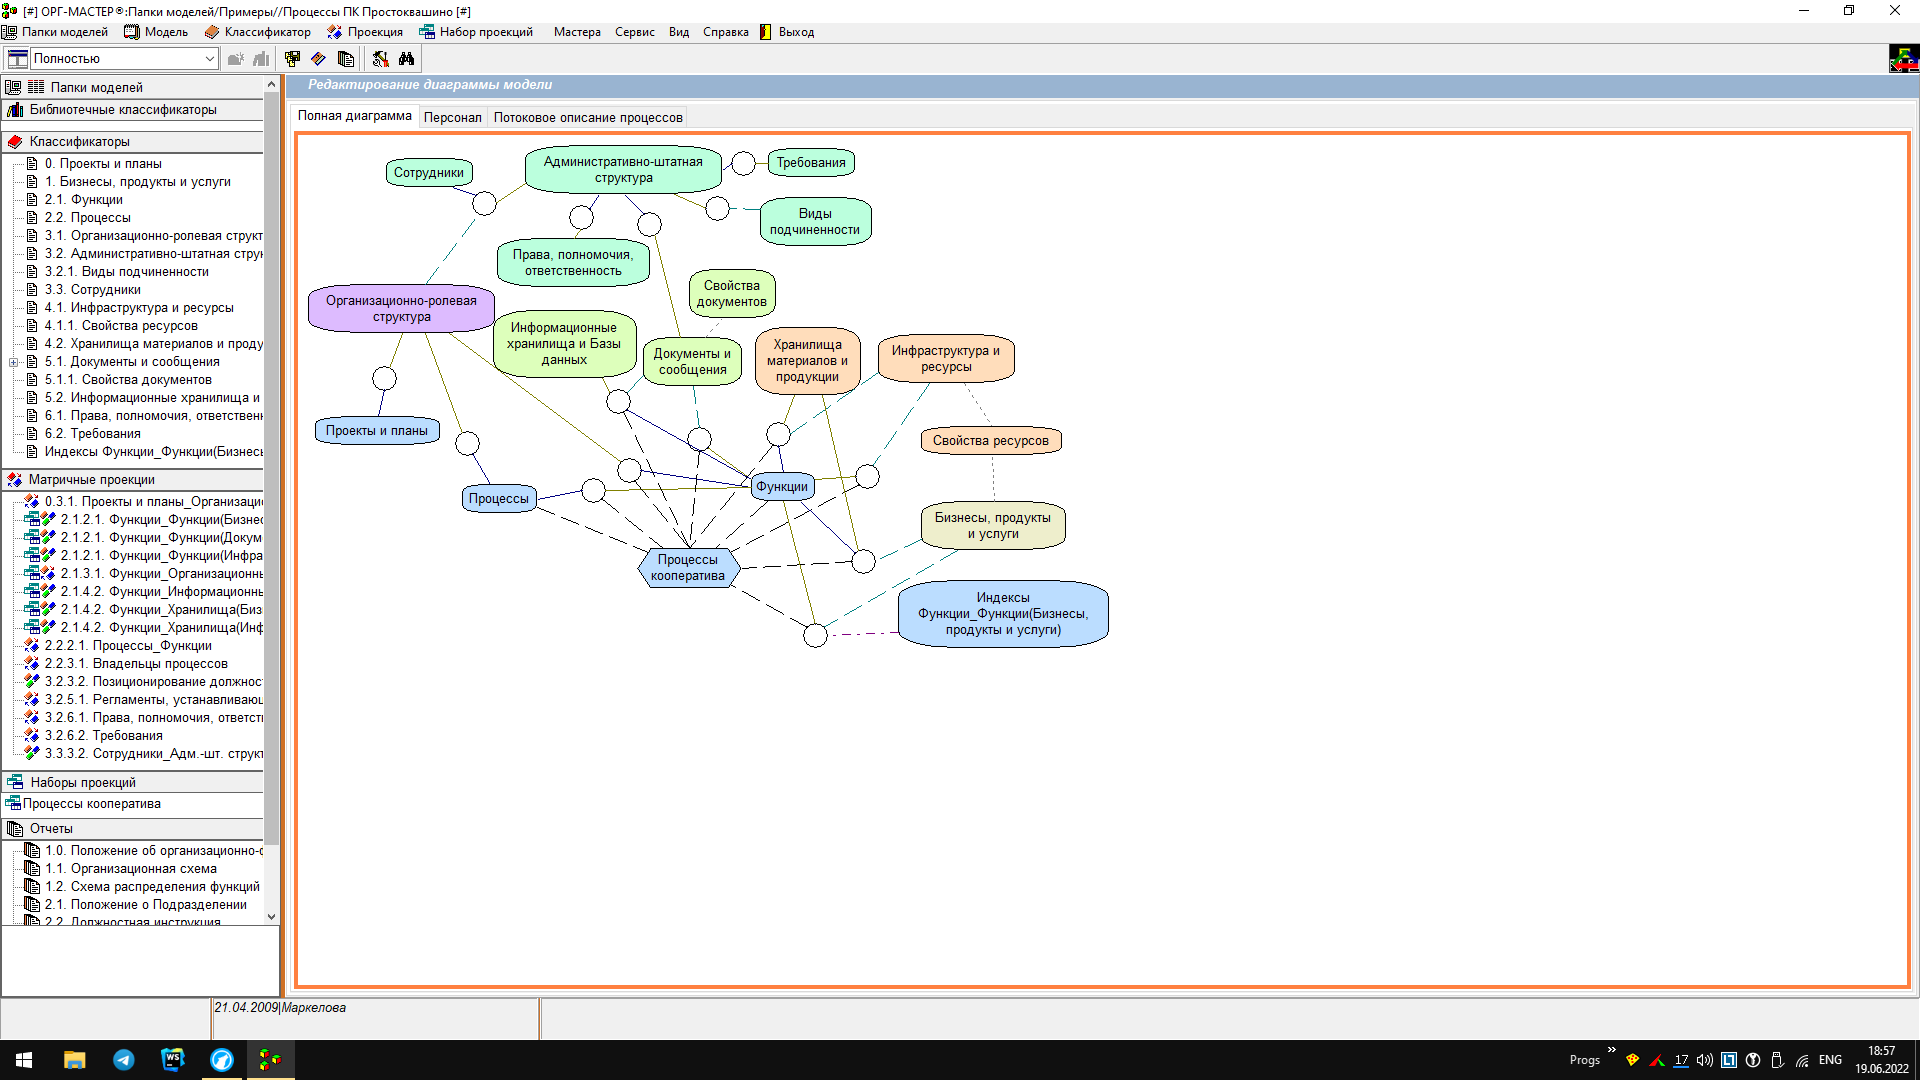 [#] ОРГ-МАСТЕР®:Папки моделей/Примеры//Процессы ПК Простоквашино [#]
Папки моделей Модель Классификатор Проекция Набор проекций Мастера Сервис Вид Справка Выход
Полностью
Папки моделей
Библиотечные классификаторы
Классификаторы
0. Проекты и планы
1. Бизнесы, продукты и услуги
2.1. Функции
2.2. Процессы
3.1. Организационно-ролевая структ
3.2. Административно-штатная стру
3.2.1. Виды подчиненности
3.3. Сотрудники
4.1. Инфраструктура и ресурсы
4.1.1. Свойства ресурсов
4.2. Хранилища материалов и проду
5.1. Документы и сообщения
5.1.1. Свойства документов
5.2. Информационные хранилища и
6.1. Права, полномочия, ответствен
6.2. Требования
Индексы Функции_Функции(Бизнесы
Матричные проекции
0.3.1. Проекты и планы_Организаци
2.1.2.1. Функции_Функции(Бизнес
2.1.2.1. Функции_Функции(Докум
2.1.2.1. Функции_Функции(Инфра
2.1.3.1. Функции_Организационн
2.1.4.2. Функции_Информационн
2.1.4.2. Функции_Хранилища(Биз
2.1.4.2. Функции_Хранилища(Инф
2.2.2.1. Процессы_Функции
2.2.3.1. Владельцы процессов
3.2.3.2. Позиционирование должнос
3.2.5.1. Регламенты, устанавливающ
3.2.6.1. Права, полномочия, ответст
3.2.6.2. Требования
3.3.3.2. Сотрудники_Адм.-шт. структ
Наборы проекций
Процессы кооператива
Отчеты
1.0. Положение об организационно-с
1.1. Организационная схема
1.2. Схема распределения функций
2.1. Положение о Подразделении
2.2. Должностная инструкция
Редактирование диаграммы модели
Полная диаграмма Персонал Потоковое описание процессов
Сотрудники
Административно-штатная
структура
Требования
Виды
подчиненности
Права, полномочия,
ответственность
Свойства
документов
Организационно-ролевая
структура
Информационные
хранилища и Базы
данных
Документы и
сообщения
Хранилища
материалов и
продукции
Инфраструктура и
ресурсы
Проекты и планы
Свойства ресурсов
Процессы
Функции
Бизнесы, продукты
и услуги
Процессы
кооператива
Индексы
Функции_Функции(Бизнесы,
продукты и услуги)
21.04.2009|Маркелова
Progs
17
ENG
18:57
19.06.2022